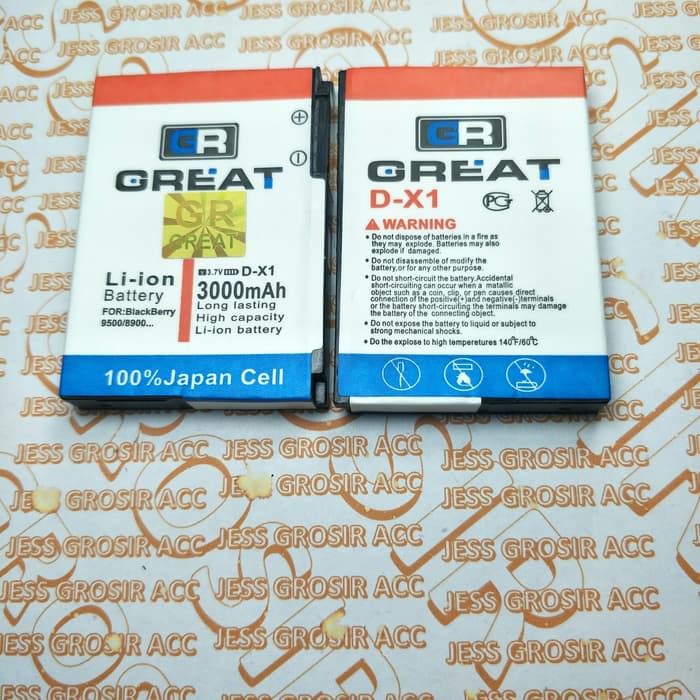 GR
GREAT
GR
GREAT
Li-ion
Battery
FOR:BlackBerry
9500/8900...
3.7V D-X1
3000mAh
Long lasting
High capacity
Li-ion battery
100%Japan Cell
GR
GREAT
D-X1
PG
WARNING
• Do not dispose of batteries in a fire as
they may explode. Batteries may also
explode if damaged.
• Do not disassemble of modify the
battery,or for any other purpose.
• Do not short-circuit the battery.Accidental
short-circuiting can occur when a matallic
object such as a coin, clip, or pen causes direct
connection of the positive(+)and negative(-)terminals
or the battery short-circuiting the terminals may damage
the battery of the connecting object.
• Do not expose the battery to liquid or subject to
strong mechanical shocks.
• Do the explose to high temperetures 140°F/60°C
JESS GROSIR ACC